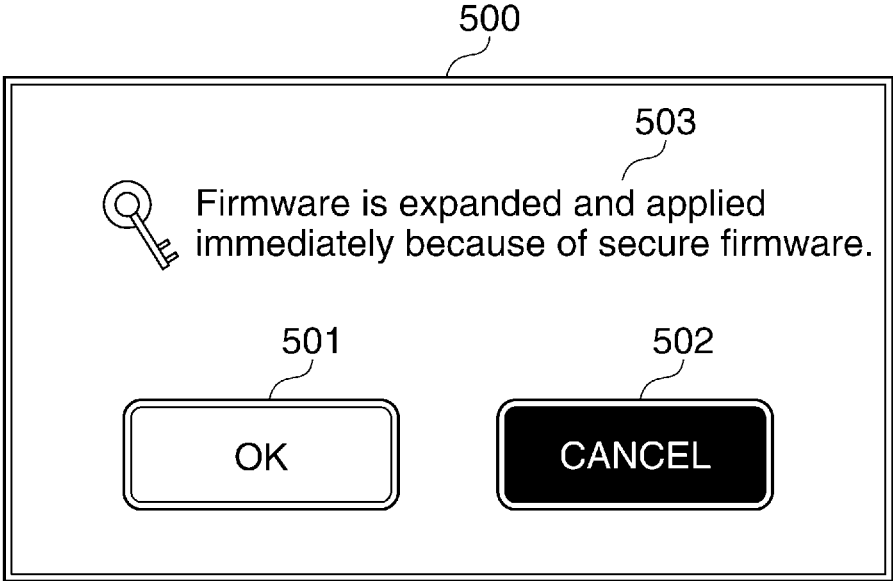 500
503
Firmware is expanded and applied
immediately because of secure firmware.
501
502
OK
CANCEL